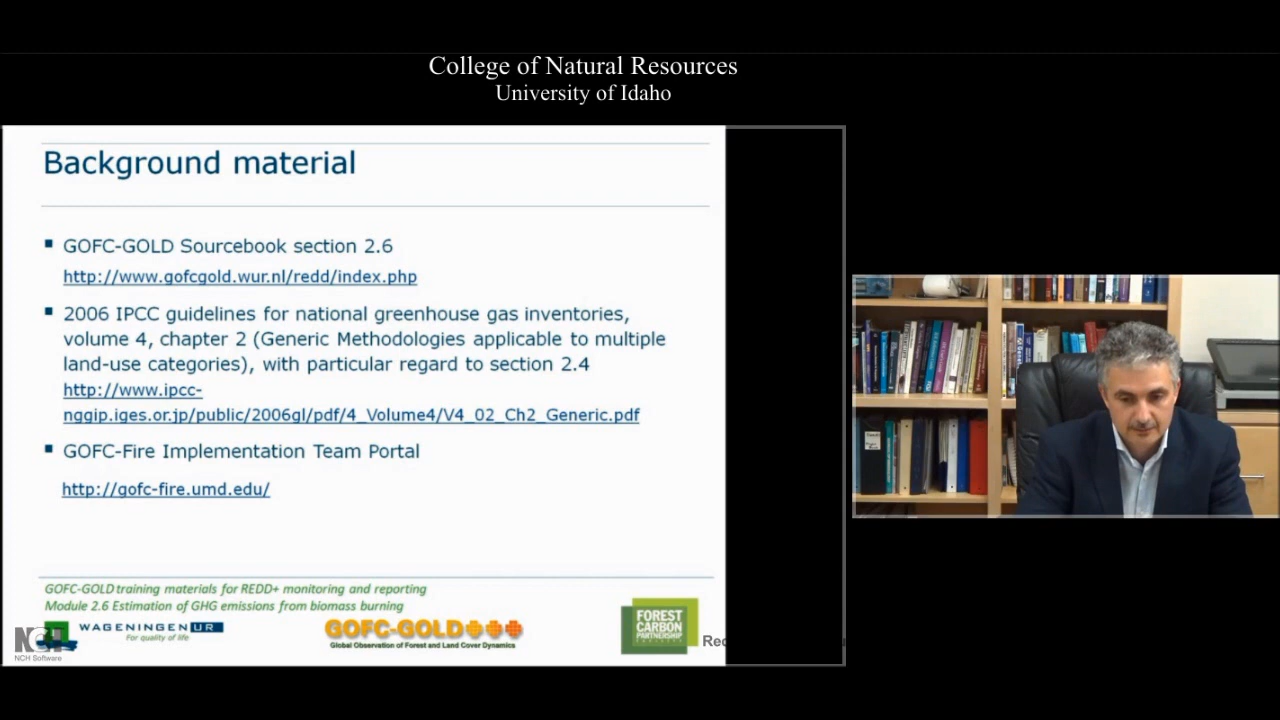 College of Natural Resources
University of Idaho
Background material
GOFC-GOLD Sourcebook section 2.6
http://www.gofcgold.wur.nl/redd/index.php
2006 IPCC guidelines for national greenhouse gas inventories,
volume 4, chapter 2 (Generic Methodologies applicable to multiple
land-use categories), with particular regard to section 2.4
http://www.ipcc-
nggip.iges.or.jp/public/2006gl/pdf/4_Volume4/V4_02_Ch2_Generic.pdf
GOFC-Fire Implementation Team Portal
http://gofc-fire.umd.edu/
GOFC-GOLD training materials for REDD+ monitoring and reporting
Module 2.6 Estimation of GHG emissions from biomass burning
WAGENINGEN UR
For quality of life
NCH
NCH Software
GOFC-GOLD
Global Observation of Forest and Land Cover Dynamics
FOREST
CARBON
PARTNERSHIP